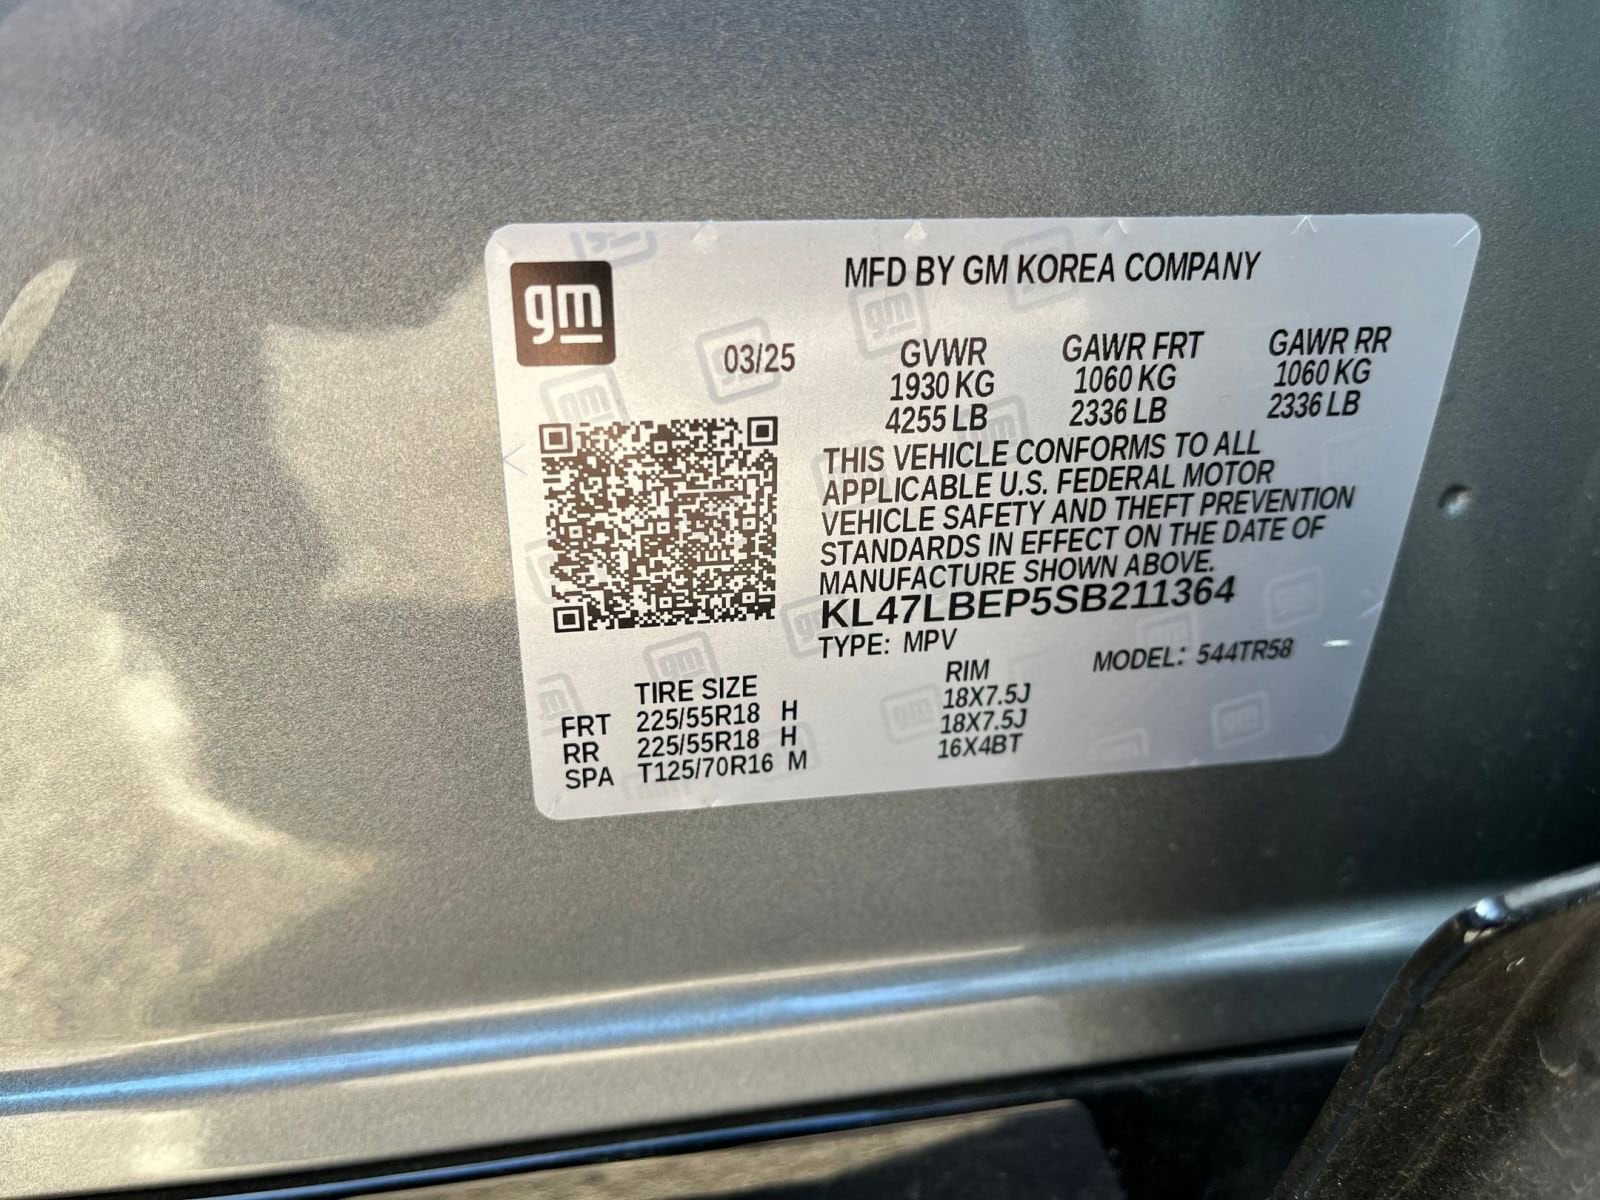 gm
MFD BY GM KOREA COMPANY
03/25
GVWR GAWR FRT GAWR RR
1930 KG 1060 KG 1060 KG
4255 LB 2336 LB 2336 LB
THIS VEHICLE CONFORMS TO ALL
APPLICABLE U.S. FEDERAL MOTOR
VEHICLE SAFETY AND THEFT PREVENTION
STANDARDS IN EFFECT ON THE DATE OF
MANUFACTURE SHOWN ABOVE.
KL47LBEP5SB211364
TYPE: MPV MODEL: 544TR58
TIRE SIZE RIM
FRT 225/55R18 H 18X7.5J
RR 225/55R18 H 18X7.5J
SPA T125/70R16 M 16X4BT